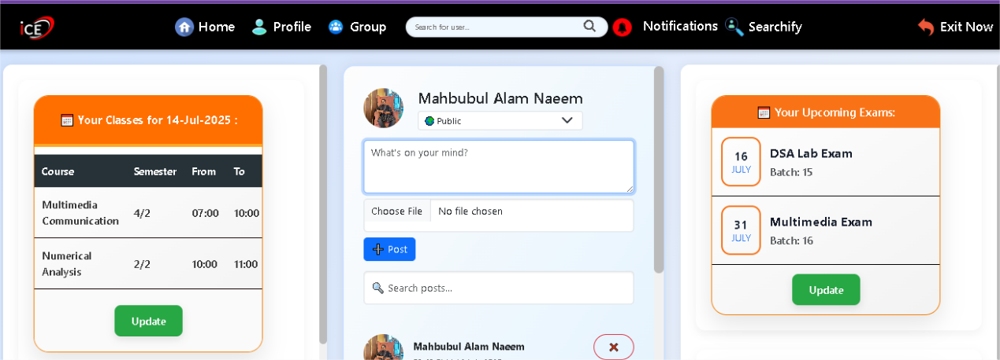 iCE Home Profile Group Search for user... Notifications Searchify Exit Now
Your Classes for 14-Jul-2025 :
Course Semester From To
Multimedia
Communication 4/2 07:00 10:00
Numerical
Analysis 2/2 10:00 11:00
Update
Mahbubul Alam Naeem
Public
What's on your mind?
Choose File No file chosen
Post
Search posts...
Mahbubul Alam Naeem
Your Upcoming Exams:
16
JULY
DSA Lab Exam
Batch: 15
31
JULY
Multimedia Exam
Batch: 16
Update